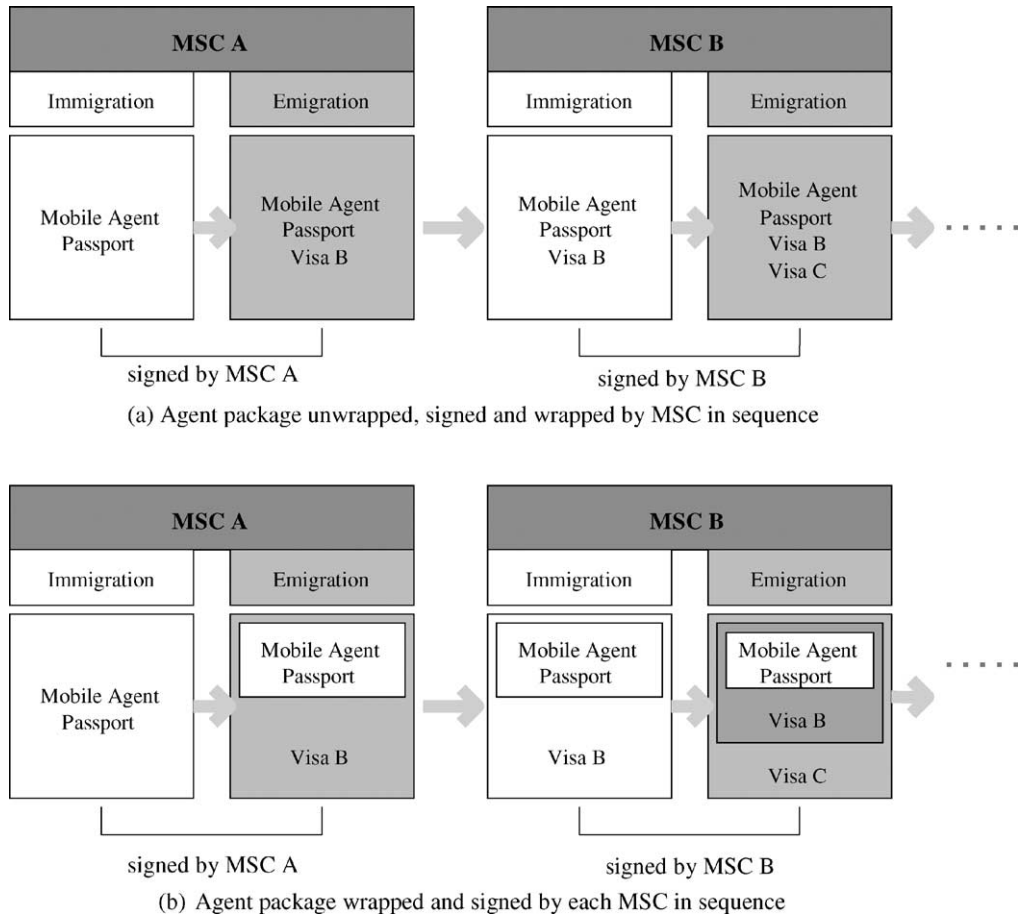 MSC A
MSC B
Immigration
Emigration
Immigration
Emigration
Mobile Agent
Passport
Mobile Agent
Passport
Visa B
Mobile Agent
Passport
Visa B
Mobile Agent
Passport
Visa B
Visa C
signed by MSC A
signed by MSC B
(a) Agent package unwrapped, signed and wrapped by MSC in sequence
MSC A
MSC B
Immigration
Emigration
Immigration
Emigration
Mobile Agent
Passport
Mobile Agent
Passport
Visa B
Mobile Agent
Passport
Visa B
Mobile Agent
Passport
Visa B
Visa C
signed by MSC A
signed by MSC B
(b) Agent package wrapped and signed by each MSC in sequence